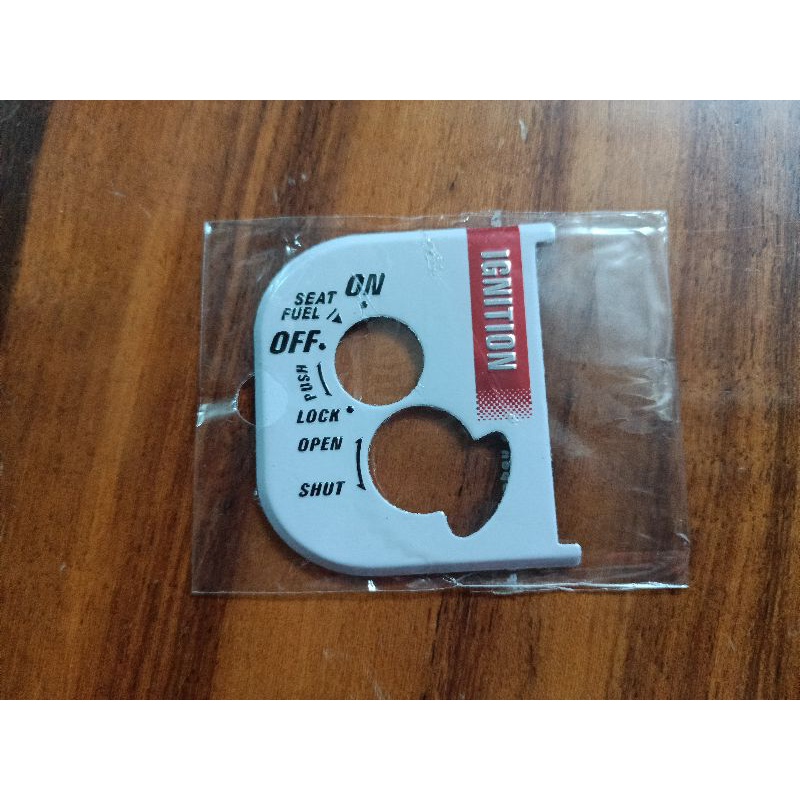 ON
SEAT
FUEL
OFF
PUSH
LOCK
OPEN
SHUT
IGNITION